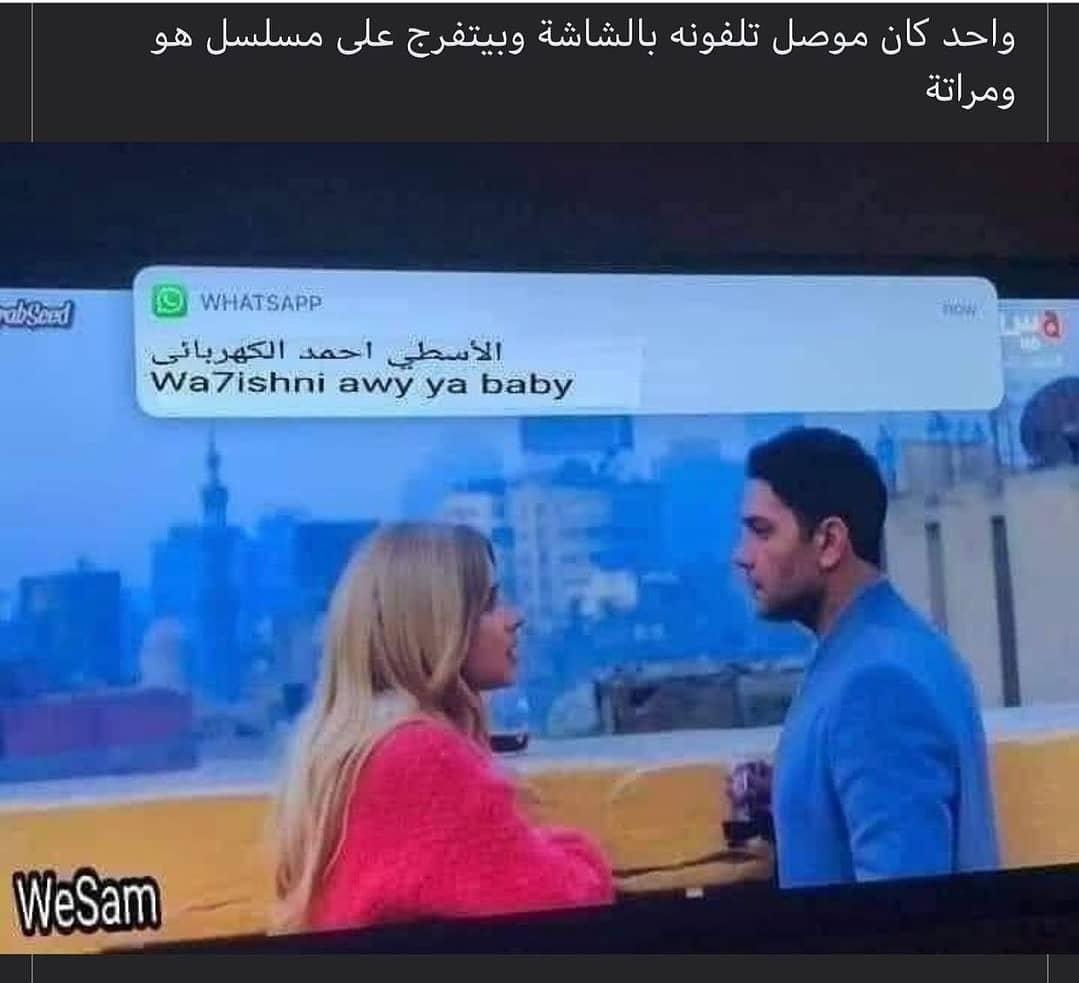 واحد كان موصل تلفونه بالشاشة وبيتفرج على مسلسل هو
ومراتة
WHATSAPP
now
الأسطي احمد الكهربائى
Wa7ishni awy ya baby
WeSam